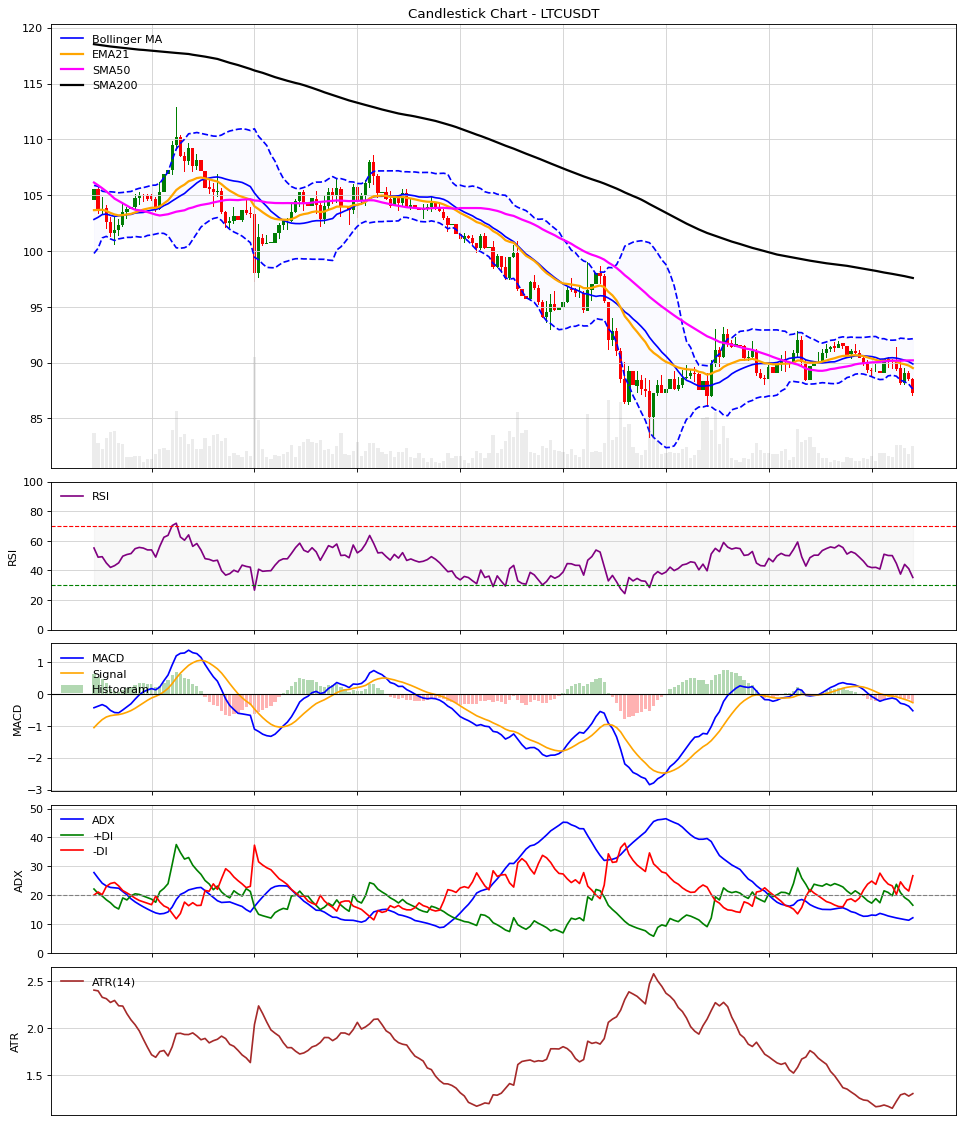 Candlestick Chart - LTCUSDT
120
115
110
105
100
95
90
85
Bollinger MA
EMA21
SMA50
SMA200
100
80
60
40
20
0
RSI
RSI
1
0
−1
−2
−3
MACD
MACD
Signal
Histogram
50
40
30
20
10
0
ADX
ADX
+DI
-DI
2.5
2.0
1.5
ATR
ATR(14)